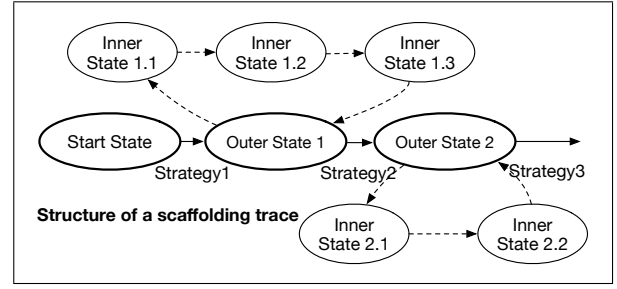 Inner
State 1.1
Inner
State 1.2
Inner
State 1.3
Start State
Outer State 1
Outer State 2
Strategy1
Strategy2
Strategy3
Structure of a scaffolding trace
Inner
State 2.1
Inner
State 2.2